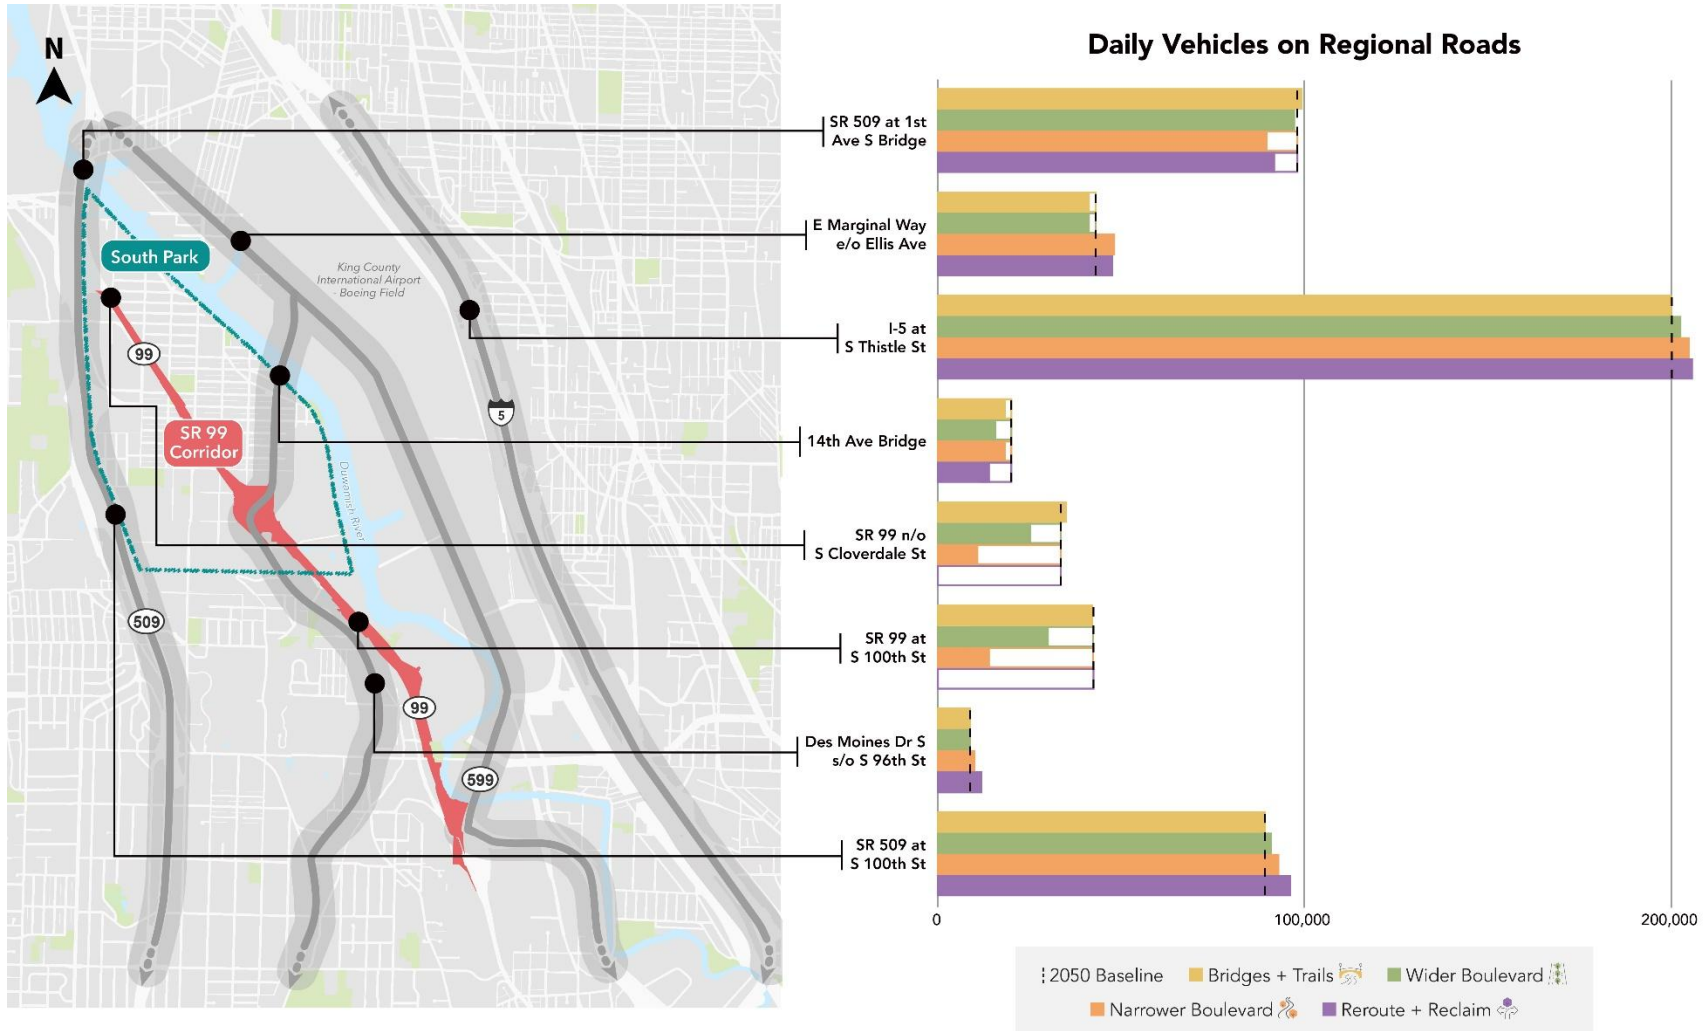 N
South Park
King County
International Airport
- Boeing Field
99
SR 99
Corridor
5
Duwamish River
509
99
599
Daily Vehicles on Regional Roads
SR 509 at 1st
Ave S Bridge
E Marginal Way
e/o Ellis Ave
I-5 at
S Thistle St
14th Ave Bridge
SR 99 n/o
S Cloverdale St
SR 99 at
S 100th St
Des Moines Dr S
s/o S 96th St
SR 509 at
S 100th St
0
100,000
200,000
2050 Baseline
Bridges + Trails
Wider Boulevard
Narrower Boulevard
Reroute + Reclaim